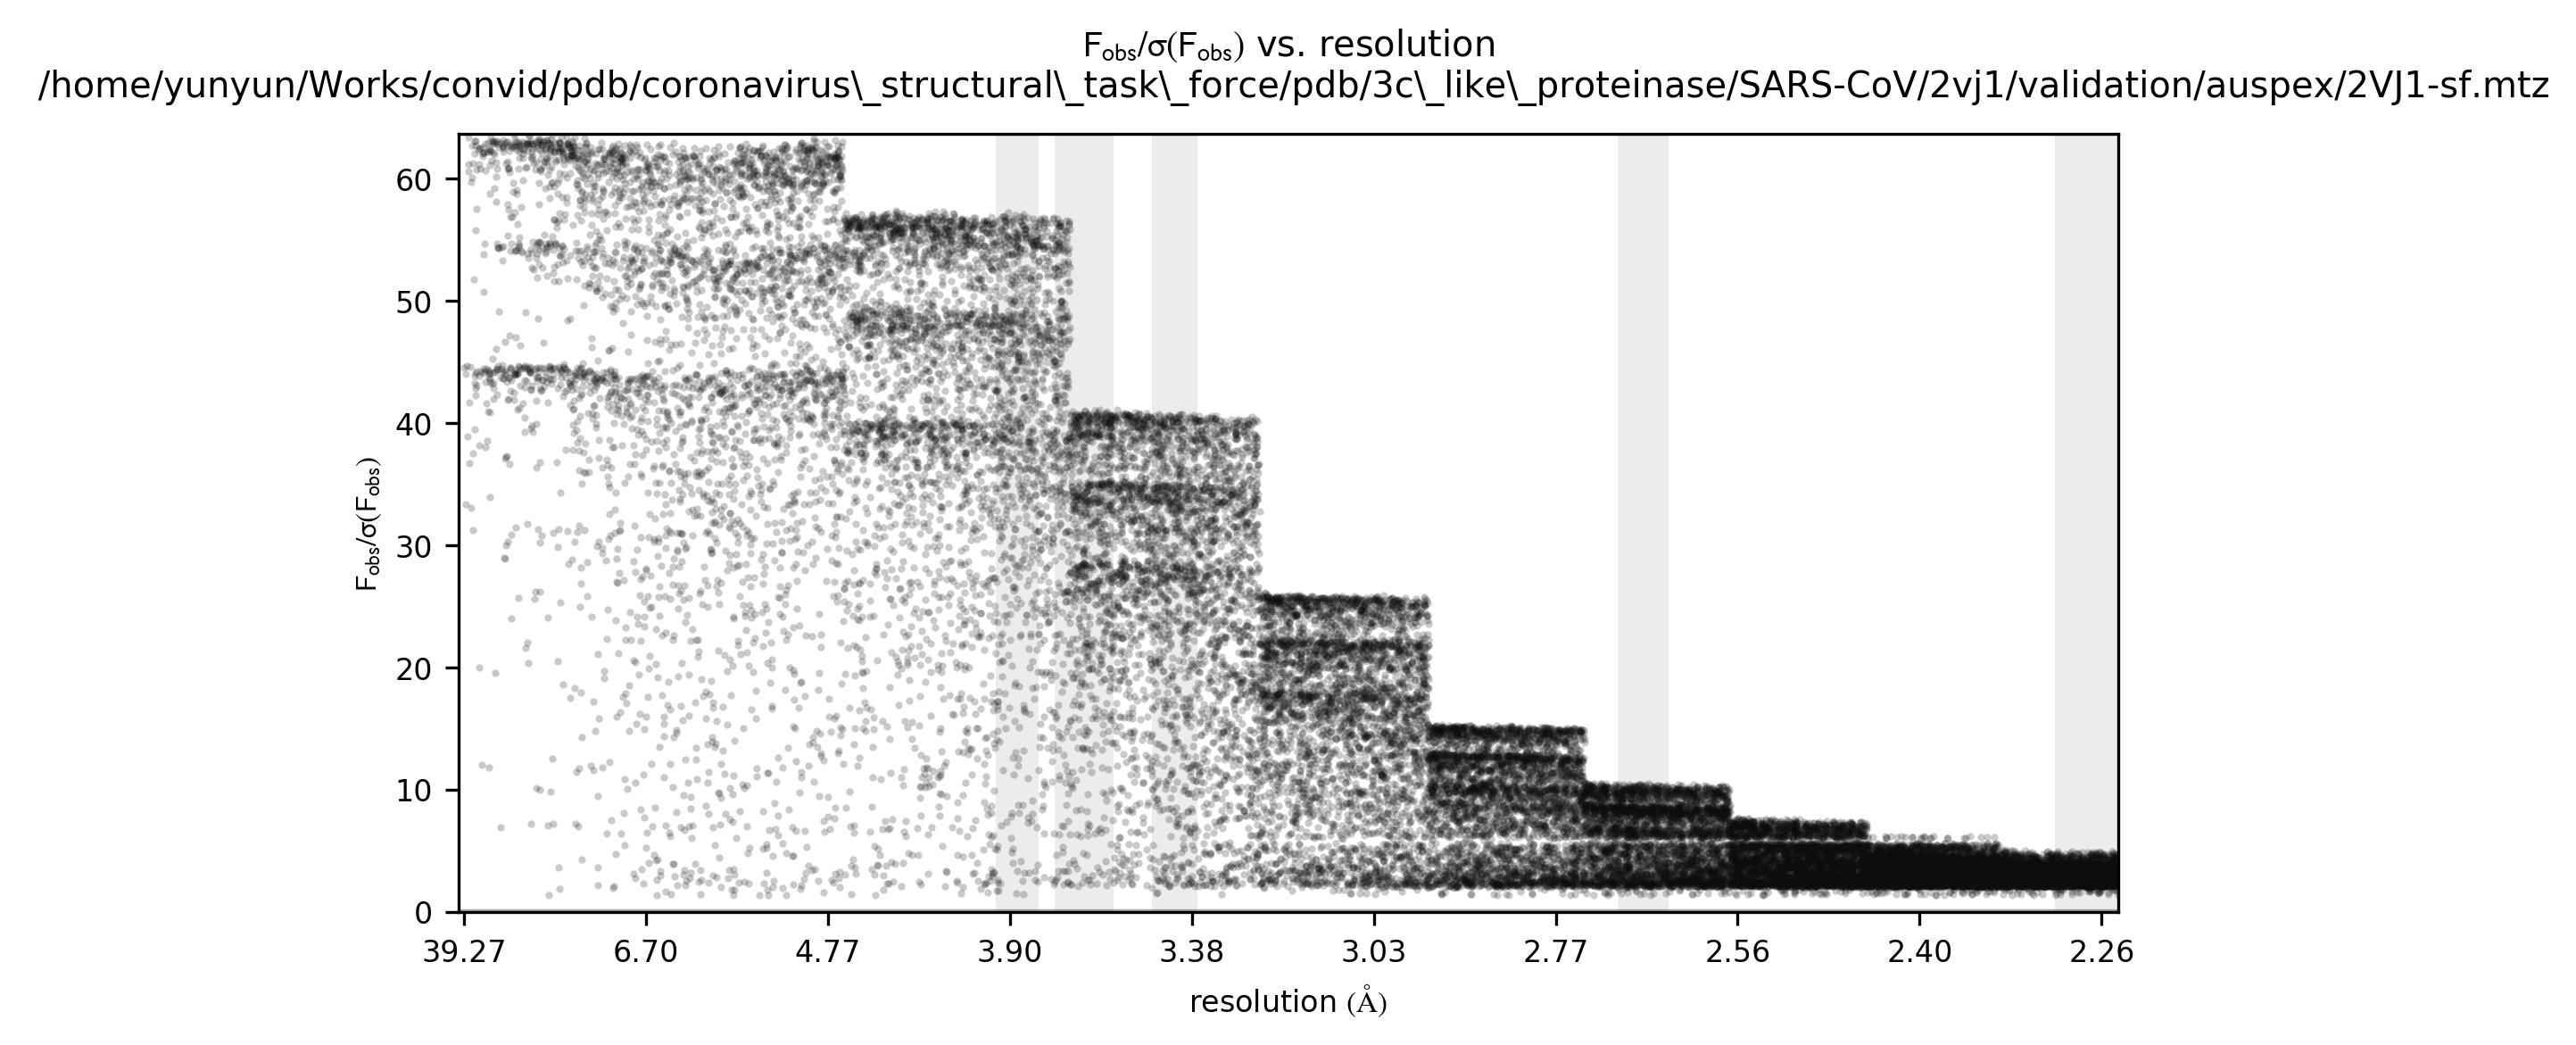 Fobs/σ(Fobs) vs. resolution
/home/yunyun/Works/convid/pdb/coronavirus\_structural\_task\_force/pdb/3c\_like\_proteinase/SARS-CoV/2vj1/validation/auspex/2VJ1-sf.mtz
Fobs/σ(Fobs)
60
50
40
30
20
10
0
39.27 6.70 4.77 3.90 3.38 3.03 2.77 2.56 2.40 2.26
resolution (Å)